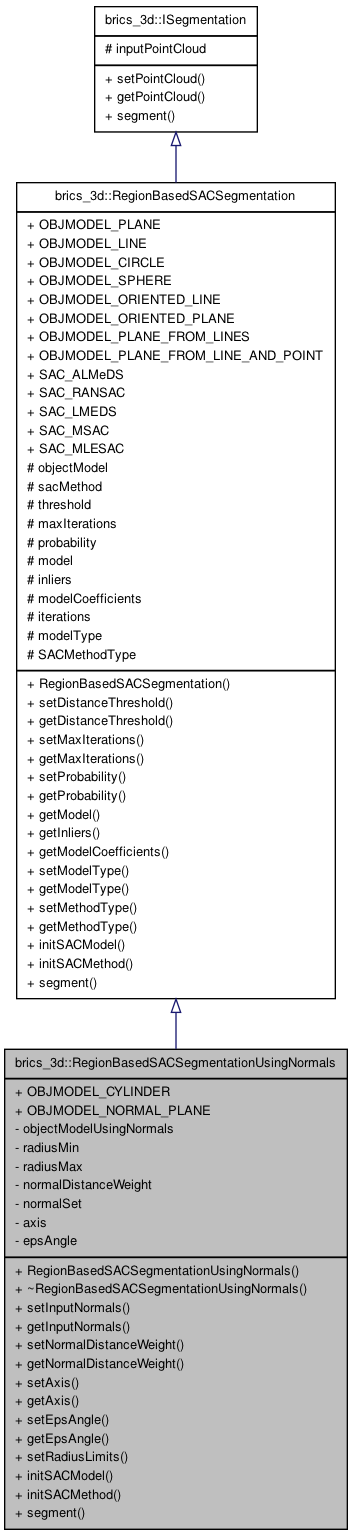 brics_3d::ISegmentation
# inputPointCloud
+ setPointCloud()
+ getPointCloud()
+ segment()
brics_3d::RegionBasedSACSegmentation
+ OBJMODEL_PLANE
+ OBJMODEL_LINE
+ OBJMODEL_CIRCLE
+ OBJMODEL_SPHERE
+ OBJMODEL_ORIENTED_LINE
+ OBJMODEL_ORIENTED_PLANE
+ OBJMODEL_PLANE_FROM_LINES
+ OBJMODEL_PLANE_FROM_LINE_AND_POINT
+ SAC_ALMeDS
+ SAC_RANSAC
+ SAC_LMEDS
+ SAC_MSAC
+ SAC_MLESAC
# objectModel
# sacMethod
# threshold
# maxIterations
# probability
# model
# inliers
# modelCoefficients
# iterations
# modelType
# SACMethodType
+ RegionBasedSACSegmentation()
+ setDistanceThreshold()
+ getDistanceThreshold()
+ setMaxIterations()
+ getMaxIterations()
+ setProbability()
+ getProbability()
+ getModel()
+ getInliers()
+ getModelCoefficients()
+ setModelType()
+ getModelType()
+ setMethodType()
+ getMethodType()
+ initSACModel()
+ initSACMethod()
+ segment()
brics_3d::RegionBasedSACSegmentationUsingNormals
+ OBJMODEL_CYLINDER
+ OBJMODEL_NORMAL_PLANE
- objectModelUsingNormals
- radiusMin
- radiusMax
- normalDistanceWeight
- normalSet
- axis
- epsAngle
+ RegionBasedSACSegmentationUsingNormals()
+ ~RegionBasedSACSegmentationUsingNormals()
+ setInputNormals()
+ getInputNormals()
+ setNormalDistanceWeight()
+ getNormalDistanceWeight()
+ setAxis()
+ getAxis()
+ setEpsAngle()
+ getEpsAngle()
+ setRadiusLimits()
+ initSACModel()
+ initSACMethod()
+ segment()